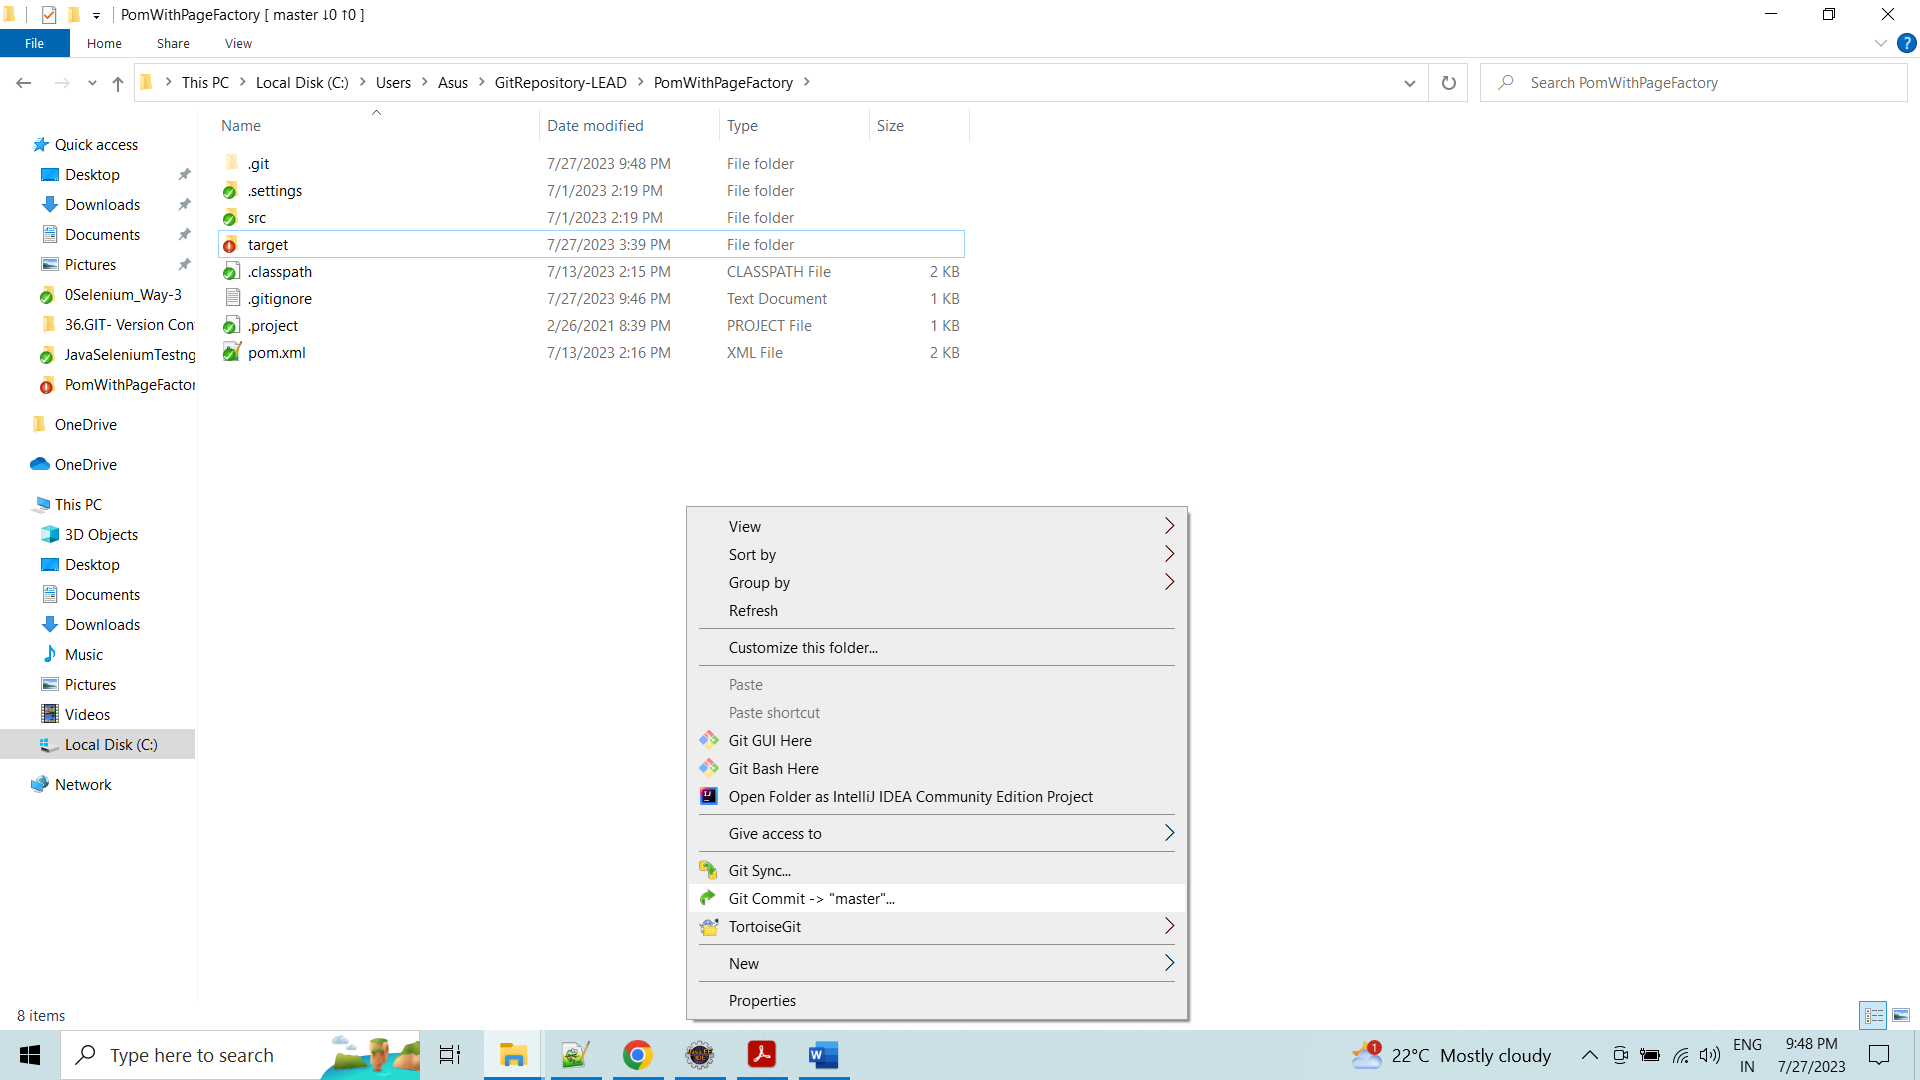 PomWithPageFactory [ master ↓0 ↑0 ]
File Home Share View
This PC > Local Disk (C:) > Users > Asus > GitRepository-LEAD > PomWithPageFactory >
Search PomWithPageFactory
Name Date modified Type Size
.git 7/27/2023 9:48 PM File folder
.settings 7/1/2023 2:19 PM File folder
src 7/1/2023 2:19 PM File folder
target 7/27/2023 3:39 PM File folder
.classpath 7/13/2023 2:15 PM CLASSPATH File 2 KB
.gitignore 7/27/2023 9:46 PM Text Document 1 KB
.project 2/26/2021 8:39 PM PROJECT File 1 KB
pom.xml 7/13/2023 2:16 PM XML File 2 KB
Quick access
Desktop
Downloads
Documents
Pictures
0Selenium_Way-3
36.GIT- Version Con
JavaSeleniumTestng
PomWithPageFactor
OneDrive
OneDrive
This PC
3D Objects
Desktop
Documents
Downloads
Music
Pictures
Videos
Local Disk (C:)
Network
View
Sort by
Group by
Refresh
Customize this folder...
Paste
Paste shortcut
Git GUI Here
Git Bash Here
Open Folder as IntelliJ IDEA Community Edition Project
Give access to
Git Sync...
Git Commit -> "master"...
TortoiseGit
New
Properties
8 items
Type here to search
1
22°C Mostly cloudy
ENG
IN
9:48 PM
7/27/2023